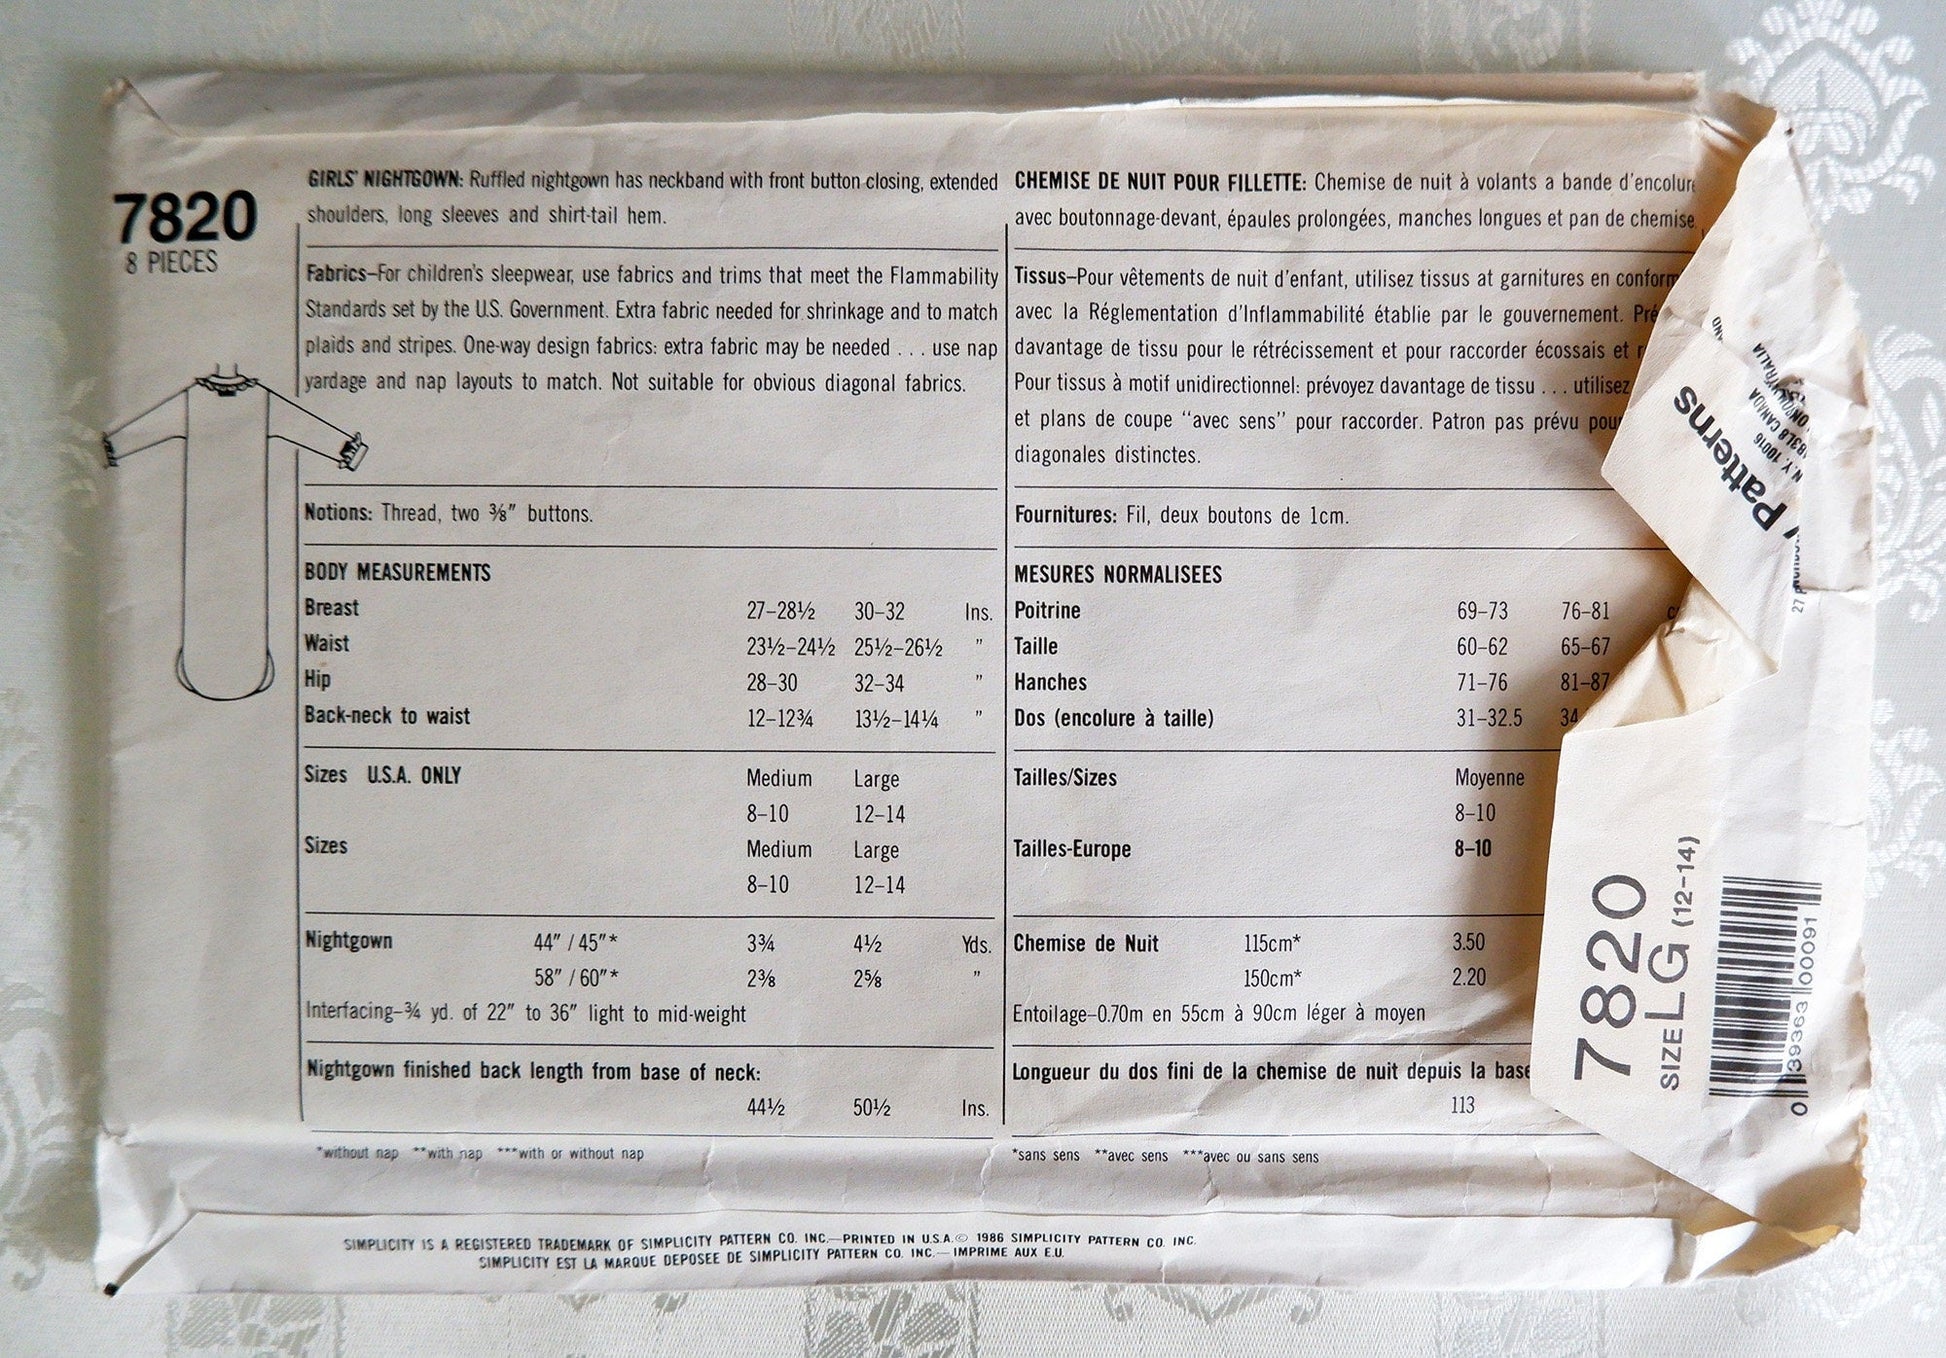 7820
8 PIECES
GIRLS' NIGHTGOWN: Ruffled nightgown has neckband with front button closing, extended
shoulders, long sleeves and shirt-tail hem.
Fabrics–For children's sleepwear, use fabrics and trims that meet the Flammability
Standards set by the U.S. Government. Extra fabric needed for shrinkage and to match
plaids and stripes. One-way design fabrics: extra fabric may be needed . . . use nap
yardage and nap layouts to match. Not suitable for obvious diagonal fabrics.
Notions: Thread, two ⅜" buttons.
BODY MEASUREMENTS
Breast 27–28½ 30–32 Ins.
Waist 23½–24½ 25½–26½ "
Hip 28–30 32–34 "
Back-neck to waist 12–12¾ 13½–14¼ "
Sizes U.S.A. ONLY Medium Large
8–10 12–14
Sizes Medium Large
8–10 12–14
Nightgown 44" / 45"* 3¾ 4½ Yds.
58" / 60"* 2⅜ 2⅝ "
Interfacing–¾ yd. of 22" to 36" light to mid-weight
Nightgown finished back length from base of neck:
44½ 50½ Ins.
*without nap **with nap ***with or without nap
CHEMISE DE NUIT POUR FILLETTE: Chemise de nuit à volants a bande d'encolure
avec boutonnage-devant, épaules prolongées, manches longues et pan de chemise.
Tissus–Pour vêtements de nuit d'enfant, utilisez tissus at garnitures en
avec la Réglementation d'Inflammabilité établie par le gouvernement.
davantage de tissu pour le rétrécissement et pour raccorder écossais et
Pour tissus à motif unidirectionnel: prévoyez davantage de tissu . . . utilisez
et plans de coupe "avec sens" pour raccorder. Patron pas prévu
diagonales distinctes.
Fournitures: Fil, deux boutons de 1cm.
MESURES NORMALISEES
Poitrine 69–73 76–81
Taille 60–62 65–67
Hanches 71–76 81–87
Dos (encolure à taille) 31–32.5 34
Tailles/Sizes Moyenne
8–10
Tailles-Europe 8–10
Chemise de Nuit 115cm* 3.50
150cm* 2.20
Entoilage–0.70m en 55cm à 90cm léger à moyen
Longueur du dos fini de la chemise de nuit depuis la base
113
*sans sens **avec sens ***avec ou sans sens
Patterns
N.Y. 10016
CANADA
7820
SIZE LG (12-14)
0 39363 00091
SIMPLICITY IS A REGISTERED TRADEMARK OF SIMPLICITY PATTERN CO. INC.—PRINTED IN U.S.A.© 1986 SIMPLICITY PATTERN CO. INC.
SIMPLICITY EST LA MARQUE DEPOSEE DE SIMPLICITY PATTERN CO. INC.—IMPRIME AUX E.U.